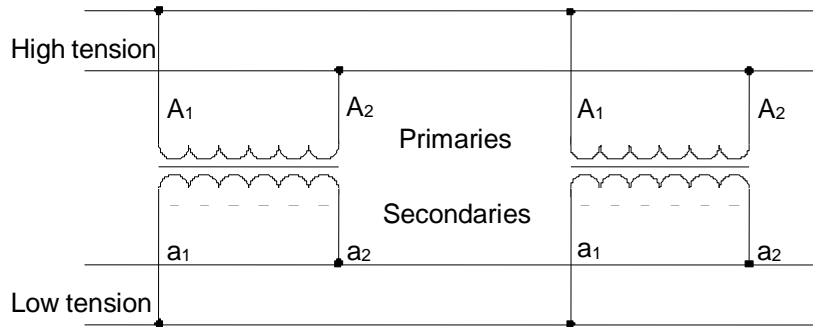 High tension
A₁ A₂ A₁ A₂
Primaries
Secondaries
a₁ a₂ a₁ a₂
Low tension